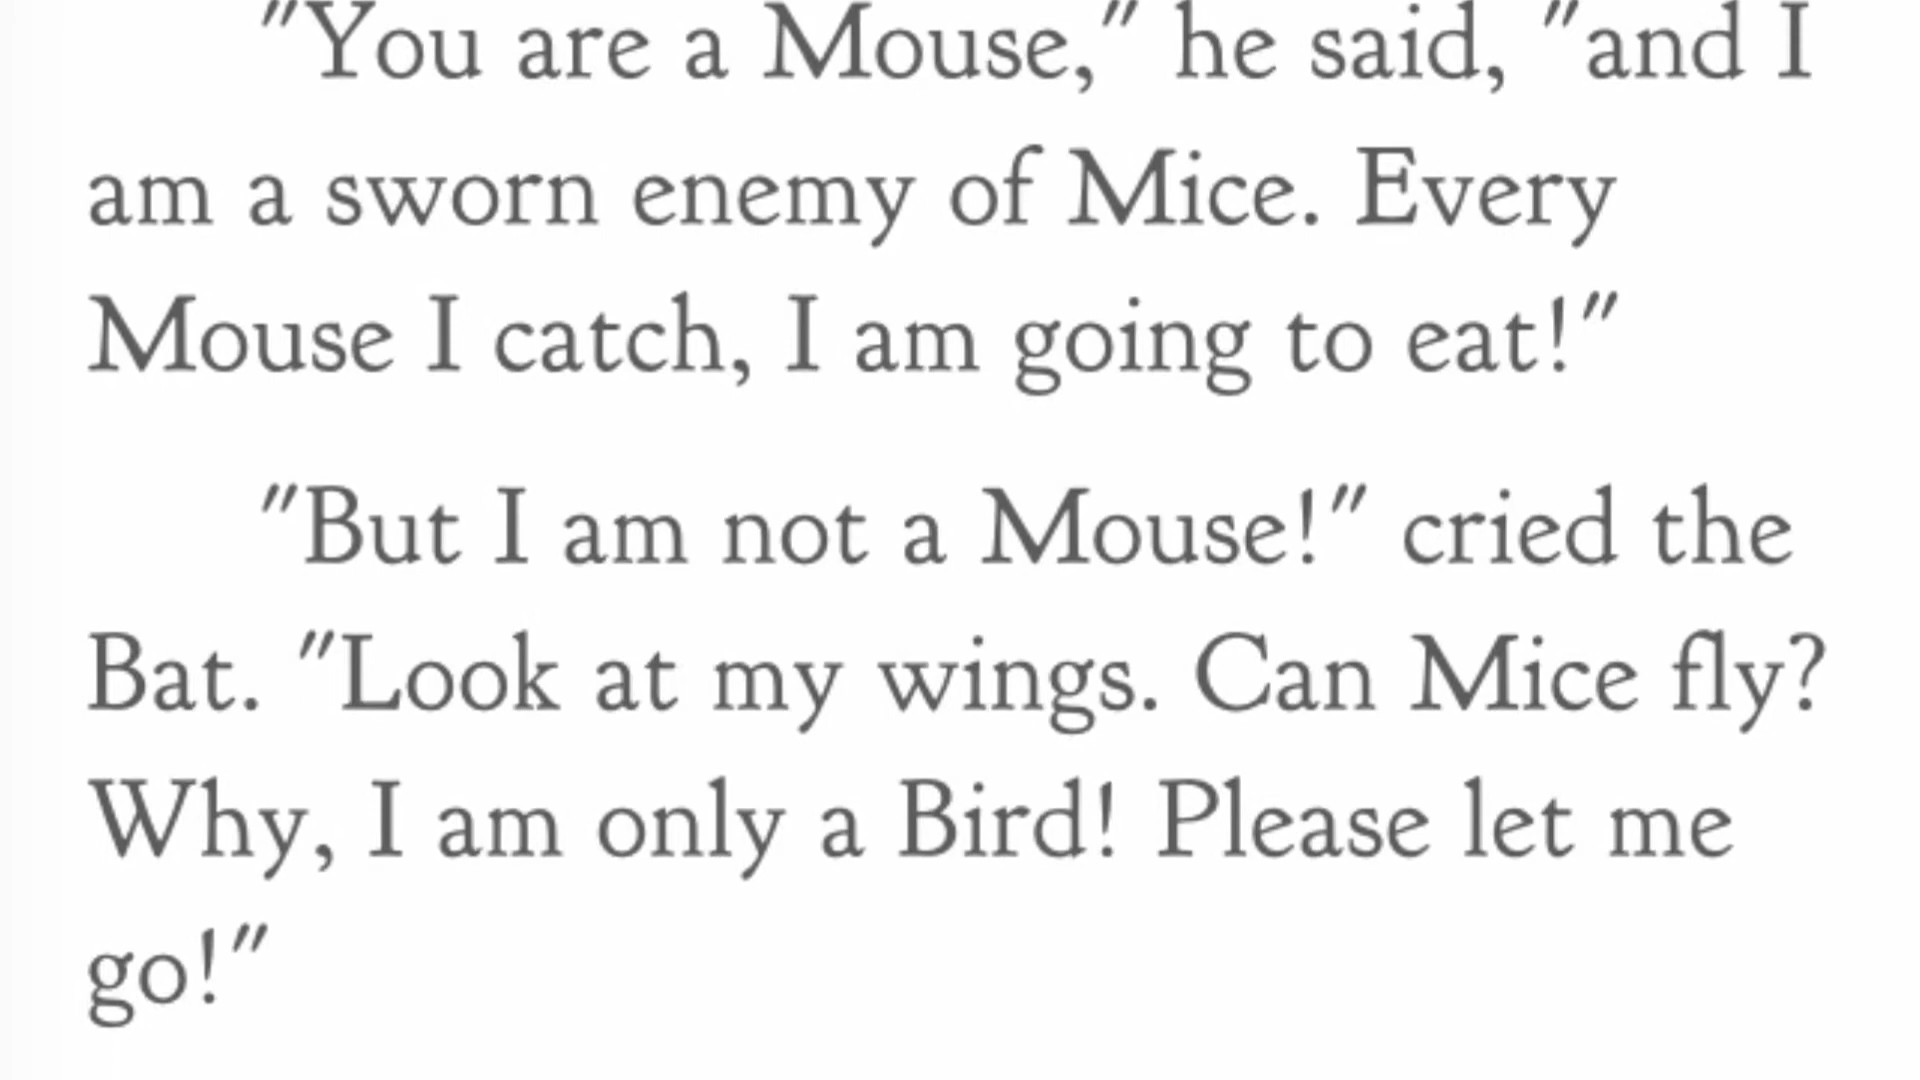 "You are a Mouse," he said, "and I
am a sworn enemy of Mice. Every
Mouse I catch, I am going to eat!"
"But I am not a Mouse!" cried the
Bat. "Look at my wings. Can Mice fly?
Why, I am only a Bird! Please let me
go!"